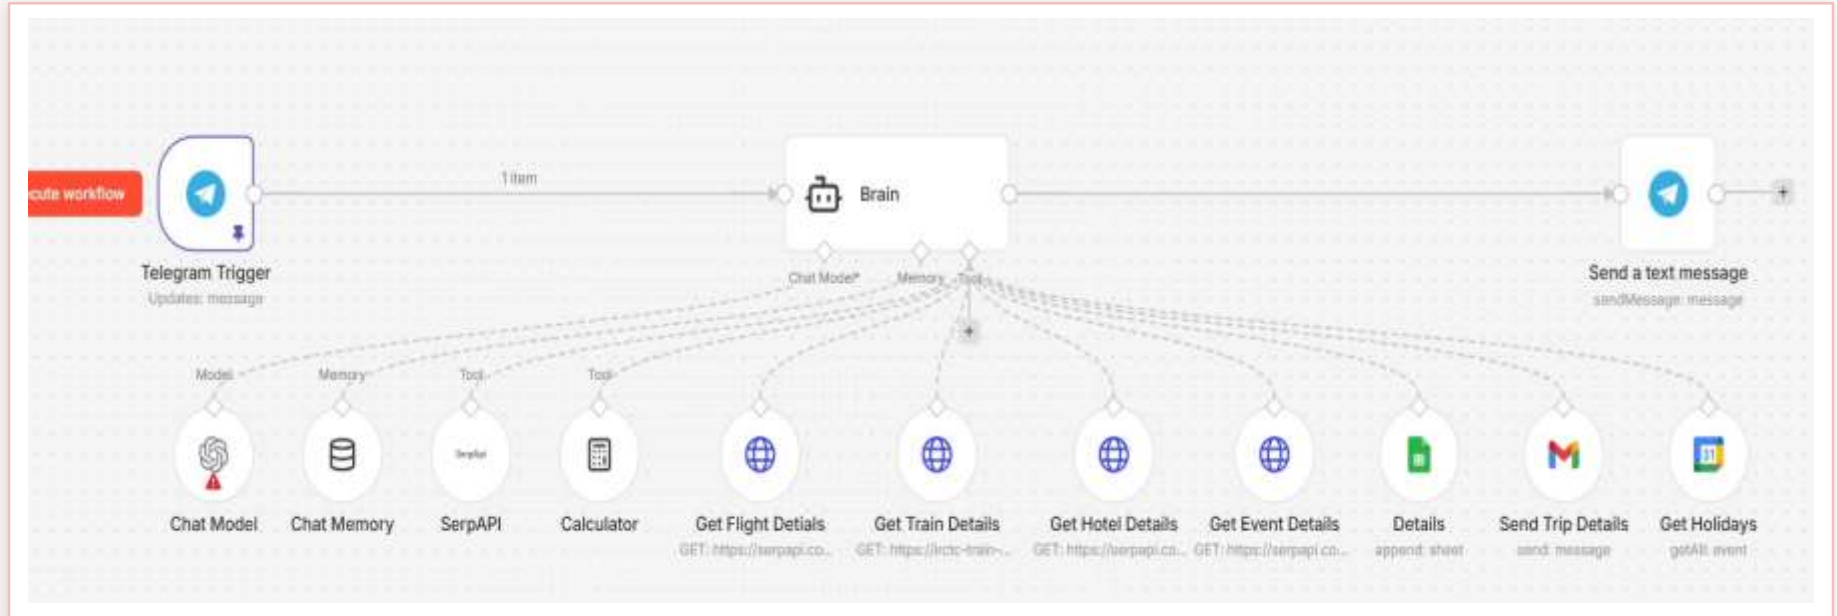 cute workflow
1 item
Brain
Chat Model*
Memory
Tool
Telegram Trigger
Updates: message
Send a text message
sendMessage: message
Model
Memory
Tool
Tool
SerpApi
31
Chat Model
Chat Memory
SerpAPI
Calculator
Get Flight Detials
GET: https://serpapi.co...
Get Train Details
GET: https://irctc-train-...
Get Hotel Details
GET: https://serpapi.co...
Get Event Details
GET: https://serpapi.co...
Details
append: sheet
Send Trip Details
send: message
Get Holidays
getAll: event